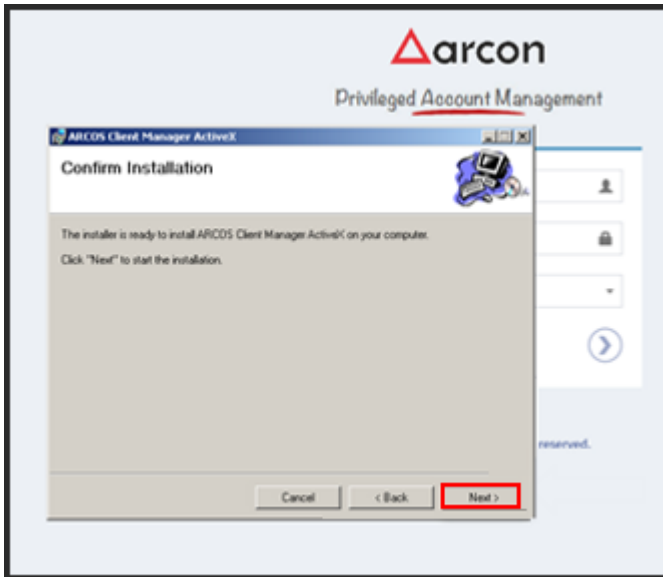 arcon
Privileged Account Management
ARCOS Client Manager ActiveX
Confirm Installation
The installer is ready to install ARCOS Client Manager ActiveX on your computer.
Click "Next" to start the installation.
reserved.
Cancel
< Back
Next >